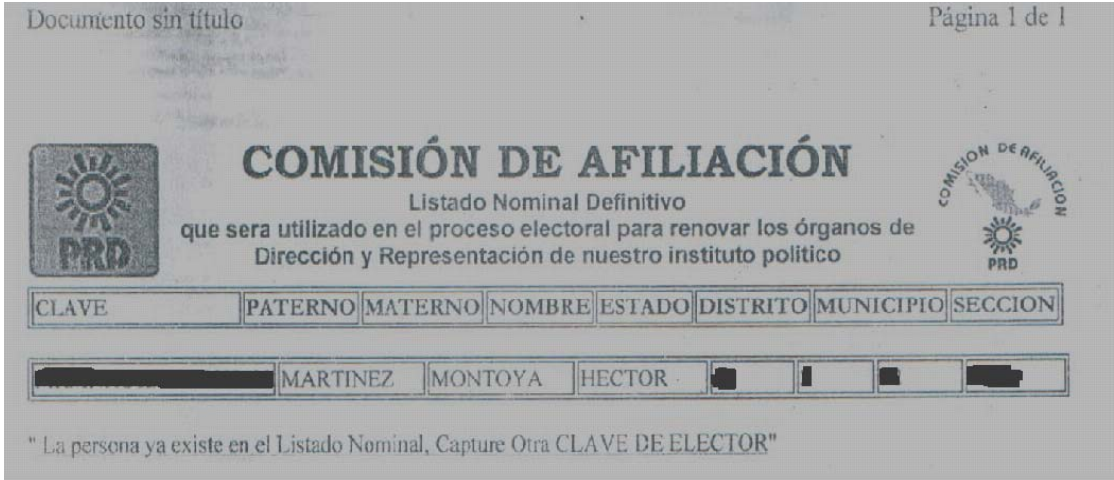 Documento sin título
Página 1 de 1
COMISIÓN DE AFILIACIÓN
Listado Nominal Definitivo
que sera utilizado en el proceso electoral para renovar los órganos de
Dirección y Representación de nuestro instituto politico
PRD
COMISION DE AFILIACION
PRD
CLAVE PATERNO MATERNO NOMBRE ESTADO DISTRITO MUNICIPIO SECCION
MARTINEZ MONTOYA HECTOR
" La persona ya existe en el Listado Nominal, Capture Otra CLAVE DE ELECTOR"